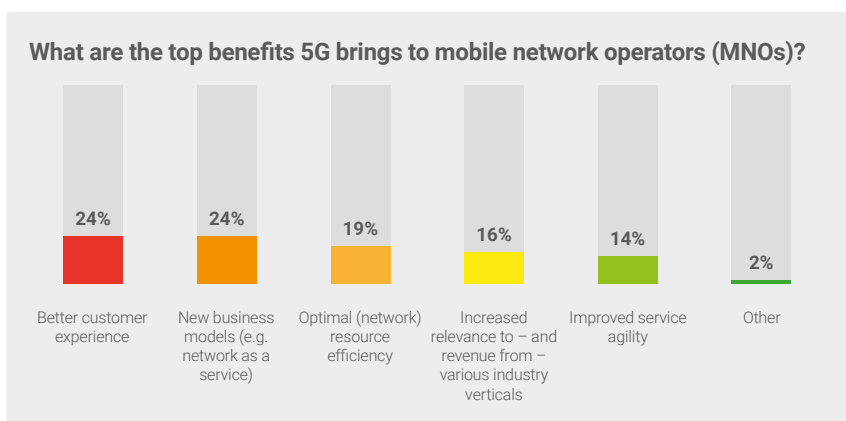 What are the top benefits 5G brings to mobile network operators (MNOs)?
24%
24%
19%
16%
14%
2%
Better customer
experience
New business
models (e.g.
network as a
service)
Optimal (network)
resource
efficiency
Increased
relevance to – and
revenue from –
various industry
verticals
Improved service
agility
Other